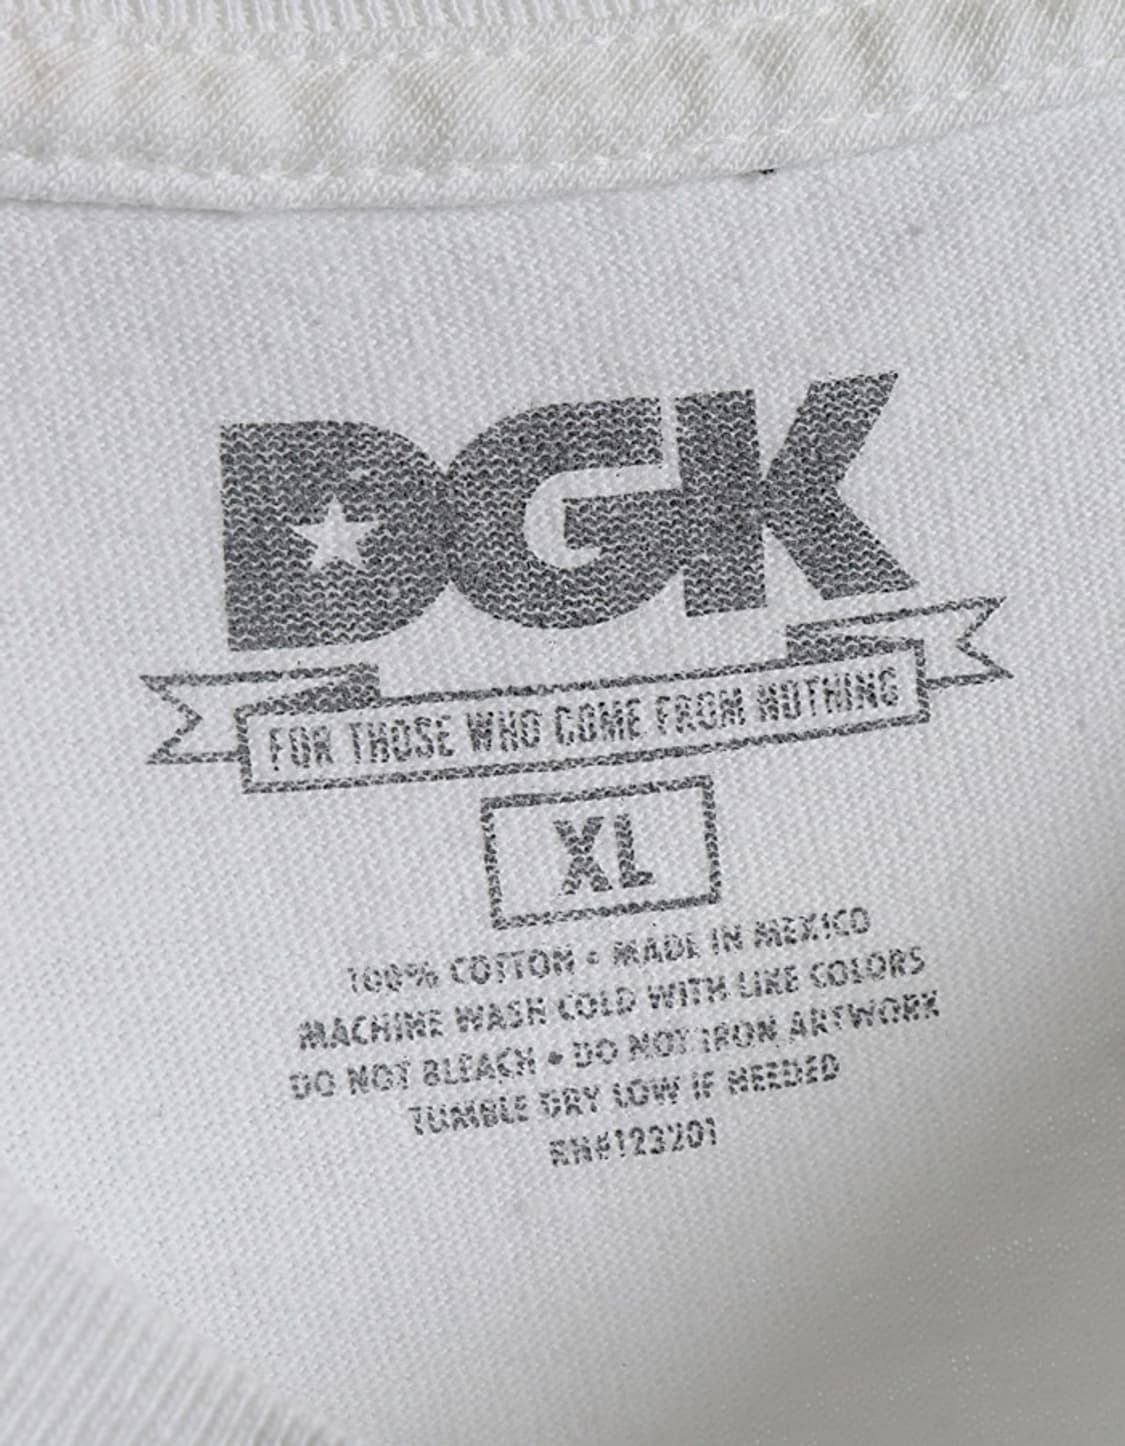 DGK
FOR THOSE WHO COME FROM NOTHING
XL
100% COTTON • MADE IN MEXICO
MACHINE WASH COLD WITH LIKE COLORS
DO NOT BLEACH • DO NOT IRON ARTWORK
TUMBLE DRY LOW IF NEEDED
RN#123201